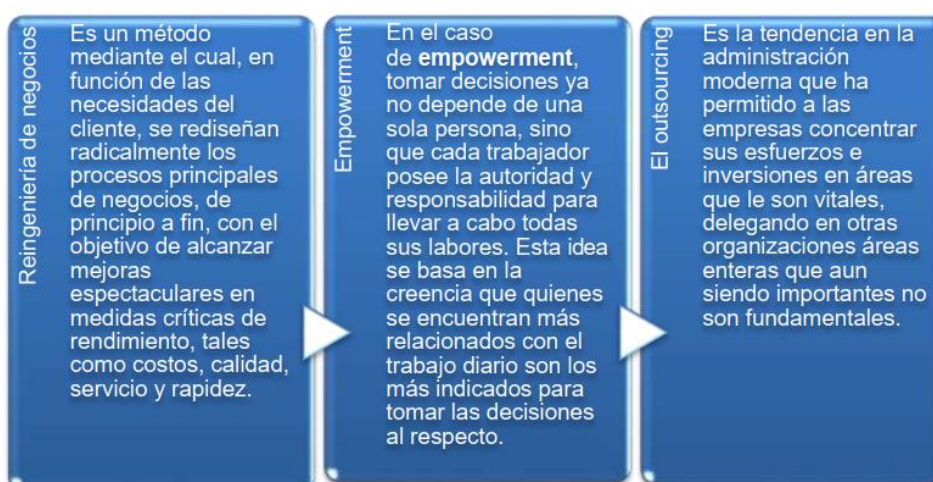 Reingeniería de negocios
Es un método
mediante el cual, en
función de las
necesidades del
cliente, se rediseñan
radicalmente los
procesos principales
de negocios, de
principio a fin, con el
objetivo de alcanzar
mejoras
espectaculares en
medidas críticas de
rendimiento, tales
como costos, calidad,
servicio y rapidez.
Empowerment
En el caso
de empowerment,
tomar decisiones ya
no depende de una
sola persona, sino
que cada trabajador
posee la autoridad y
responsabilidad para
llevar a cabo todas
sus labores. Esta idea
se basa en la
creencia que quienes
se encuentran más
relacionados con el
trabajo diario son los
más indicados para
tomar las decisiones
al respecto.
El outsourcing
Es la tendencia en la
administración
moderna que ha
permitido a las
empresas concentrar
sus esfuerzos e
inversiones en áreas
que le son vitales,
delegando en otras
organizaciones áreas
enteras que aun
siendo importantes no
son fundamentales.